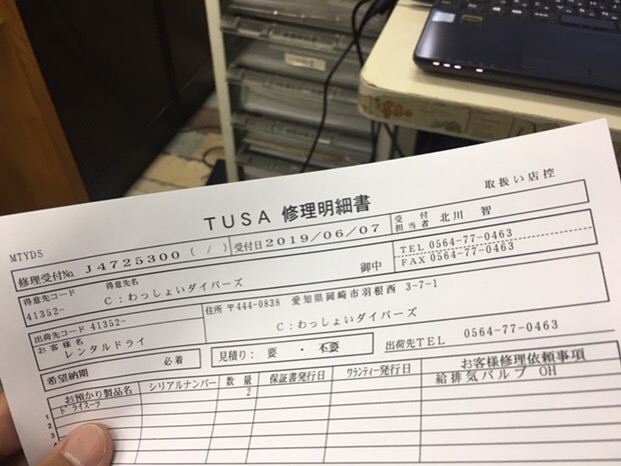 MTYDS
取扱い店控
TUSA 修理明細書
修理受付No. J4725300 ( / ) 受付日 2019/06/07 受付担当者 北川 智
得意先コード 得意先名
41352- C:わっしょいダイバーズ 御中
TEL 0564-77-0463
FAX 0564-77-0463
出荷先コード 41352- 住所 〒444-0838 愛知県岡崎市羽根西 3-7-1
お客様名 C:わっしょいダイバーズ
レンタルドライ
希望納期 必着 見積り: 要 ・ 不要 出荷先TEL 0564-77-0463
お預かり製品名 シリアルナンバー 数量 保証書発行日 ワランティー発行日 お客様修理依頼事項
1 ドライスーツ 2 給排気バルブ OH
2
3
4